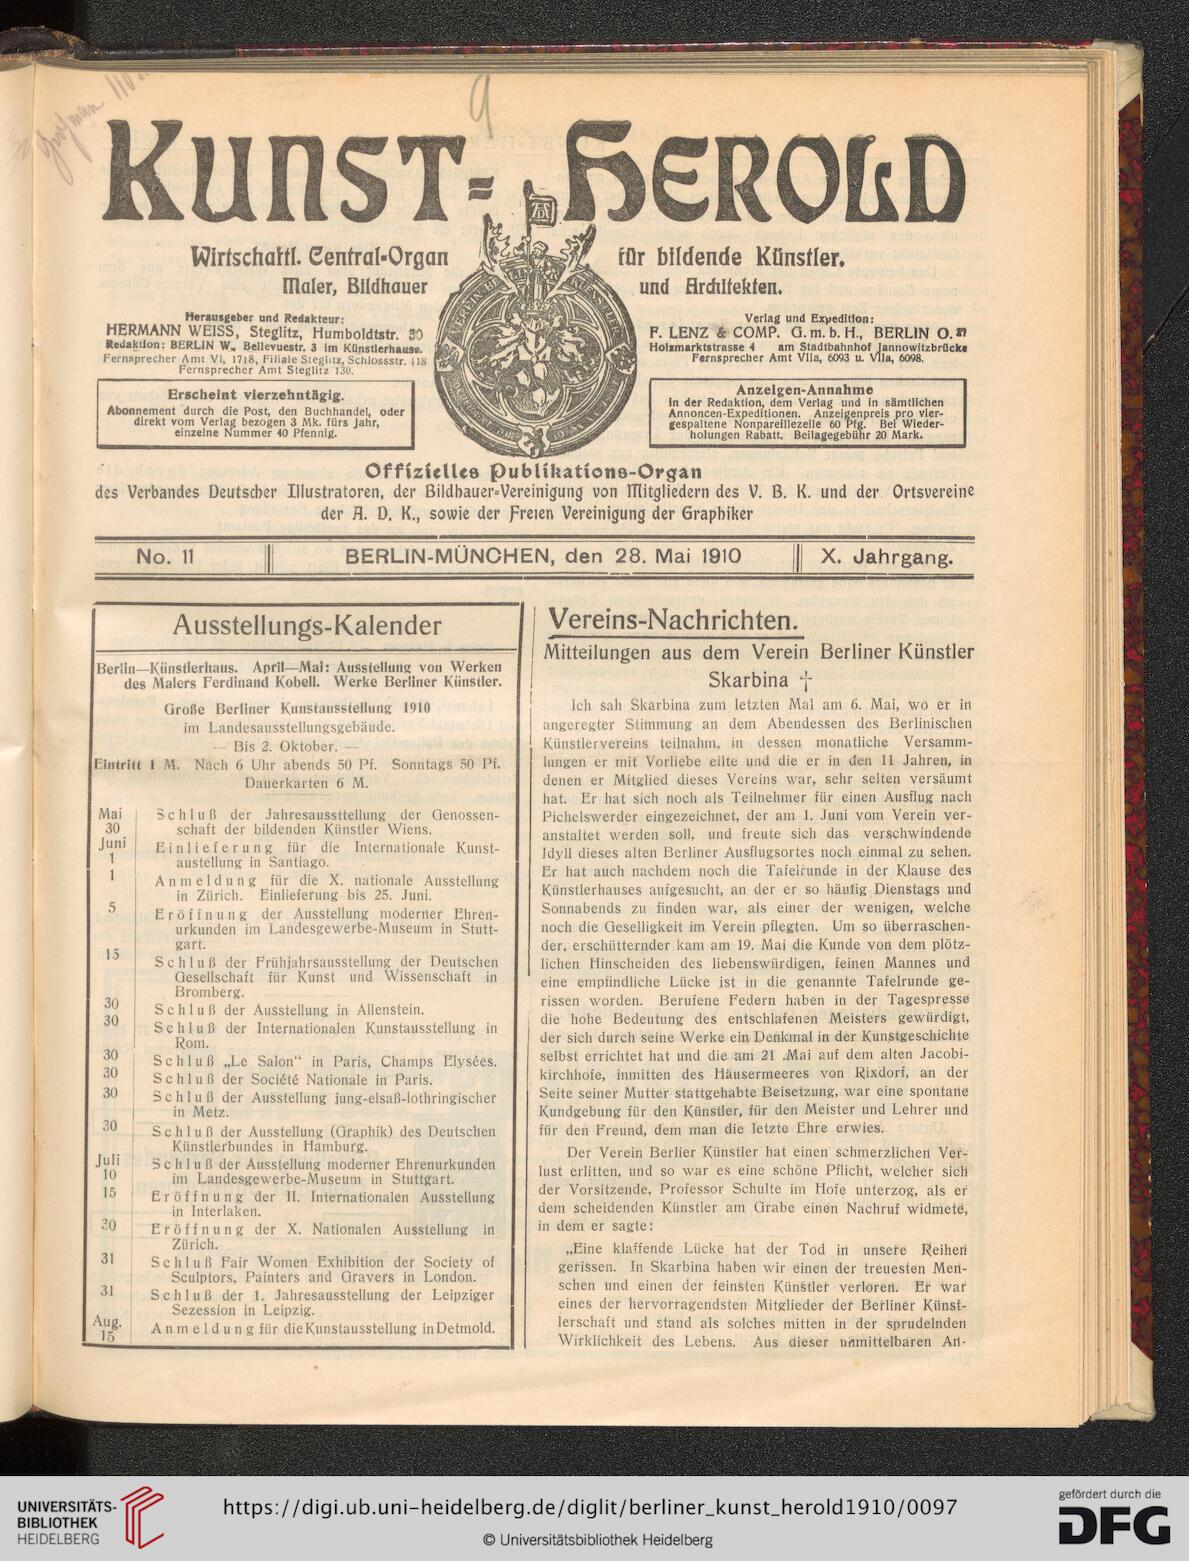 9
KUNST-HEROLD
Wirtschaftl. Central-Organ für bildende Künstler,
Maler, Bildhauer und Architekten.
Herausgeber und Redakteur:
HERMANN WEISS, Steglitz, Humboldtstr. 30
Redaktion: BERLIN W., Bellevuestr. 3 im Künstlerhause.
Fernsprecher Amt VI, 1718, Filiale Steglitz, Schlossstr. 118
Fernsprecher Amt Steglitz 130.
Erscheint vierzehntägig.
Abonnement durch die Post, den Buchhandel, oder
direkt vom Verlag bezogen 3 Mk. fürs Jahr,
einzelne Nummer 40 Pfennig.
Verlag und Expedition:
F. LENZ & COMP. G. m. b. H., BERLIN O. 27
Holzmarktstrasse 4 am Stadtbahnhof Jannowitzbrücke
Fernsprecher Amt VIIa, 6093 u. VIIa, 6098.
Anzeigen-Annahme
in der Redaktion, dem Verlag und in sämtlichen
Annoncen-Expeditionen. Anzeigenpreis pro vier-
gespaltene Nonpareillezeile 60 Pfg. Bei Wieder-
holungen Rabatt. Beilagegebühr 20 Mark.
Offizielles Publikations-Organ
des Verbandes Deutscher Illustratoren, der Bildhauer-Vereinigung von Mitgliedern des V. B. K. und der Ortsvereine
der A. D. K., sowie der Freien Vereinigung der Graphiker
No. 11 BERLIN-MÜNCHEN, den 28. Mai 1910 X. Jahrgang.
Ausstellungs-Kalender
Berlin—Künstlerhaus. April—Mai: Ausstellung von Werken
des Malers Ferdinand Kobell. Werke Berliner Künstler.
Große Berliner Kunstausstellung 1910
im Landesausstellungsgebäude.
— Bis 2. Oktober. —
Eintritt 1 M. Nach 6 Uhr abends 50 Pf. Sonntags 50 Pf.
Dauerkarten 6 M.
Mai
30 Schluß der Jahresaussttellung der Genossen-
schaft der bildenden Künstler Wiens.
Juni
1 Einlieferung für die Internationale Kunst-
austellung in Santiago.
1 Anmeldung für die X. nationale Ausstellung
in Zürich. Einlieferung bis 25. Juni.
5 Eröffnung der Ausstellung moderner Ehren-
urkunden im Landesgewerbe-Museum in Stutt-
gart.
15 Schluß der Frühjahrsausstellung der Deutschen
Gesellschaft für Kunst und Wissenschaft in
Bromberg.
30 Schluß der Ausstellung in Allenstein.
30 Schluß der Internationalen Kunstausstellung in
Rom.
30 Schluß „Le Salon“ in Paris, Champs Elysées.
30 Schluß der Société Nationale in Paris.
30 Schluß der Ausstellung jung-elsaß-lothringischer
in Metz.
30 Schluß der Ausstellung (Graphik) des Deutschen
Künstlerbundes in Hamburg.
Juli
10 Schluß der Ausstellung moderner Ehrenurkunden
im Landesgewerbe-Museum in Stuttgart.
15 Eröffnung der II. Internationalen Ausstellung
in Interlaken.
20 Eröffnung der X. Nationalen Ausstellung in
Zürich.
31 Schluß Fair Women Exhibition der Society of
Sculptors, Painters and Gravers in London.
31 Schluß der 1. Jahresausstellung der Leipziger
Sezession in Leipzig.
Aug.
15 Anmeldung für die Kunstausstellung in Detmold.
Vereins-Nachrichten.
Mitteilungen aus dem Verein Berliner Künstler
Skarbina †
Ich sah Skarbina zum letzten Mal am 6. Mai, wo er in
angeregter Stimmung an dem Abendessen des Berlinischen
Künstlervereins teilnahm, in dessen monatliche Versamm-
lungen er mit Vorliebe eilte und die er in den 11 Jahren, in
denen er Mitglied dieses Vereins war, sehr selten versäumt
hat. Er hat sich noch als Teilnehmer für einen Ausflug nach
Pichelswerder eingezeichnet, der am 1. Juni vom Verein ver-
anstaltet werden soll, und freute sich das verschwindende
Idyll dieses alten Berliner Ausflugsortes noch einmal zu sehen.
Er hat auch nachdem noch die Tafelrunde in der Klause des
Künstlerhauses aufgesucht, an der er so häufig Dienstags und
Sonnabends zu finden war, als einer der wenigen, welche
noch die Geselligkeit im Verein pflegten. Um so überraschen-
der, erschütternder kam am 19. Mai die Kunde von dem plötz-
lichen Hinscheiden des liebenswürdigen, feinen Mannes und
eine empfindliche Lücke ist in die genannte Tafelrunde ge-
rissen worden. Berufene Federn haben in der Tagespresse
die hohe Bedeutung des entschlafenen Meisters gewürdigt,
der sich durch seine Werke ein Denkmal in der Kunstgeschichte
selbst errichtet hat und die am 21 .Mai auf dem alten Jacobi-
kirchhofe, inmitten des Häusermeeres von Rixdorf, an der
Seite seiner Mutter stattgehabte Beisetzung, war eine spontane
Kundgebung für den Künstler, für den Meister und Lehrer und
für den Freund, dem man die letzte Ehre erwies.
Der Verein Berlier Künstler hat einen schmerzlichen Ver-
lust erlitten, und so war es eine schöne Pflicht, welcher sich
der Vorsitzende, Professor Schulte im Hofe unterzog, als er
dem scheidenden Künstler am Grabe einen Nachruf widmete,
in dem er sagte:
„Eine klaffende Lücke hat der Tod in unsere Reihen
gerissen. In Skarbina haben wir einen der treuesten Men-
schen und einen der feinsten Künstler verloren. Er war
eines der hervorragendsten Mitglieder der Berliner Künst-
lerschaft und stand als solches mitten in der sprudelnden
Wirklichkeit des Lebens. Aus dieser unmittelbaren An-
UNIVERSITÄTS-
BIBLIOTHEK
HEIDELBERG
https://digi.ub.uni-heidelberg.de/diglit/berliner_kunst_herold1910/0097
© Universitätsbibliothek Heidelberg
gefördert durch die
DFG